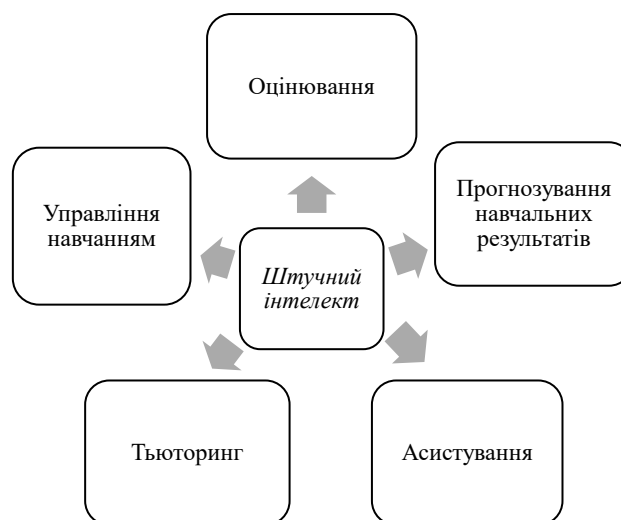 Оцінювання
Управління
навчанням
Прогнозування
навчальних
результатів
Штучний
інтелект
Тьюторинг
Асистування